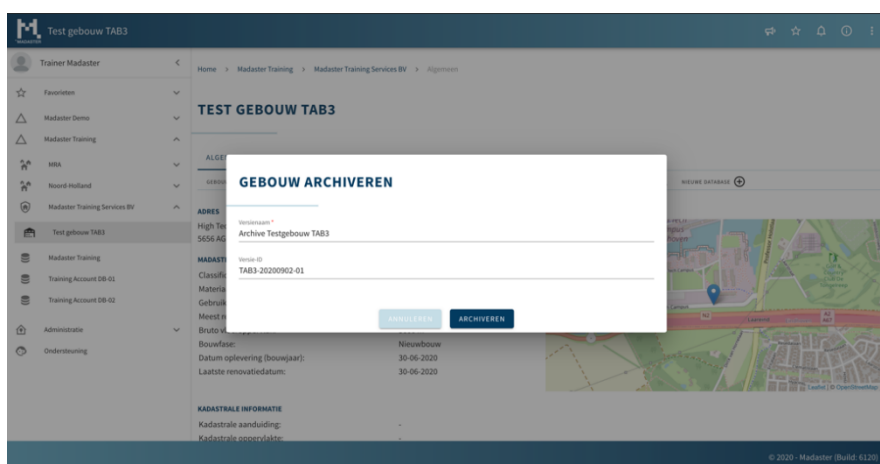 MADASTER
Test gebouw TAB3
Trainer Madaster
Favorieten
Madaster Demo
Madaster Training
MRA
Noord-Holland
Madaster Training Services BV
Test gebouw TAB3
Madaster Training
Training Account DB-01
Training Account DB-02
Administratie
Ondersteuning
Home > Madaster Training > Madaster Training Services BV > Algemeen
TEST GEBOUW TAB3
NIEUWE DATABASE
ADRES
High Tec
5656 AG
GEBOUW ARCHIVEREN
Versienaam *
Archive Testgebouw TAB3
Versie-ID
TAB3-20200902-01
ANNULEREN ARCHIVEREN
Classific
Materia
Gebruik
Meest n
Bouwfase: Nieuwbouw
Datum oplevering (bouwjaar): 30-06-2020
Laatste renovatiedatum: 30-06-2020
KADASTRALE INFORMATIE
Kadastrale aanduiding: -
Kadastrale oppervlakte: -
Leaflet | © OpenStreetMap
© 2020 - Madaster (Build: 6120)